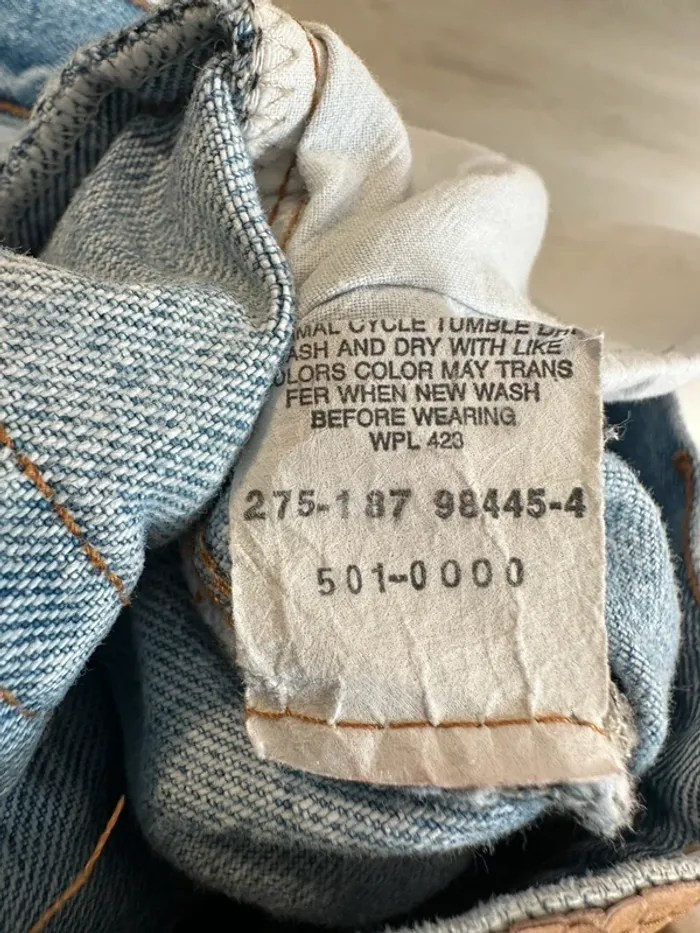 MAL CYCLE TUMBLE DRY
ASH AND DRY WITH LIKE
OLORS COLOR MAY TRANS
FER WHEN NEW WASH
BEFORE WEARING
WPL 423
275-187 98445-4
501-0000